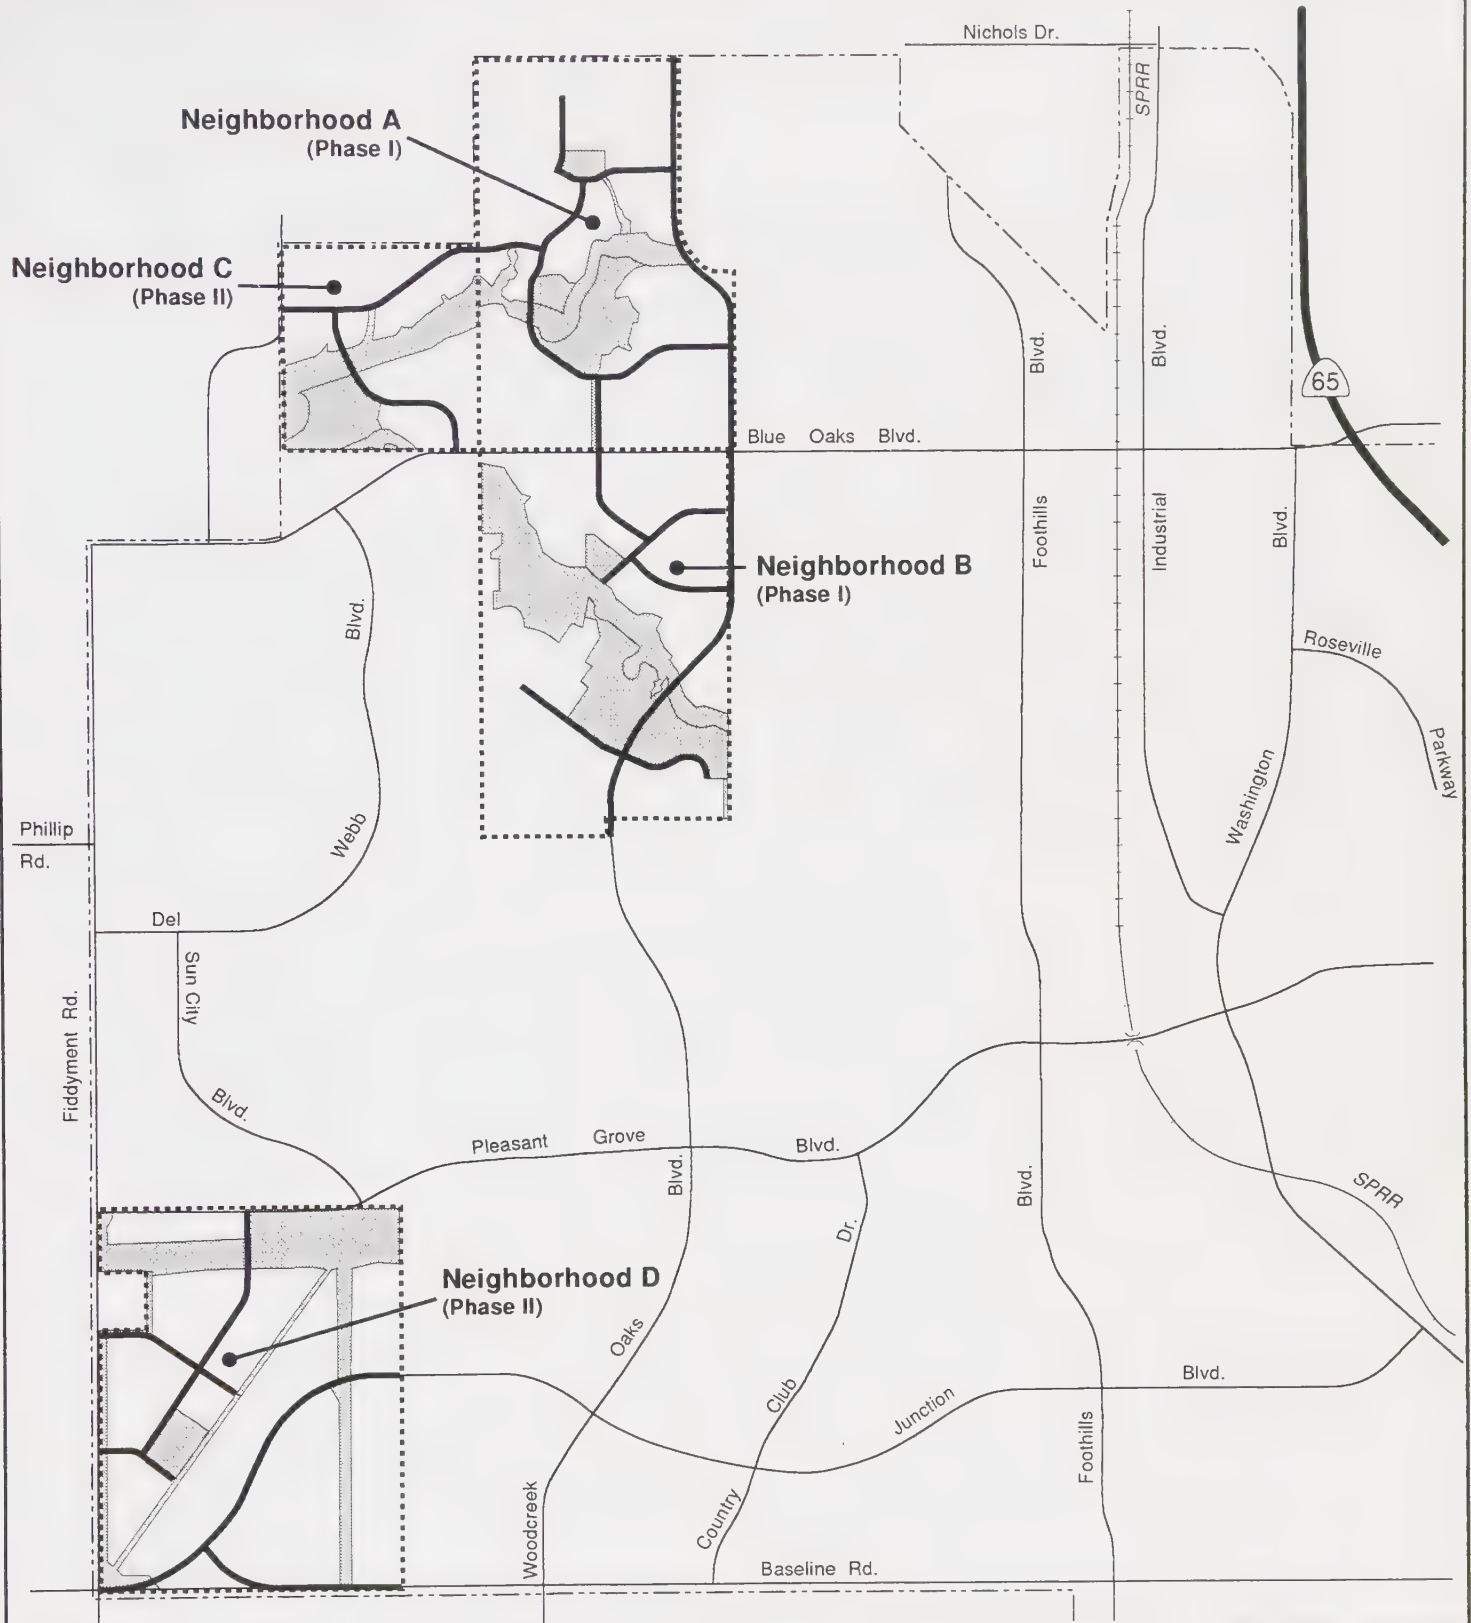 Nichols Dr.
SPRR
Neighborhood A
(Phase I)
Neighborhood C
(Phase II)
Blvd.
Blvd.
65
Blue Oaks Blvd.
Foothills
Industrial
Blvd.
Neighborhood B
(Phase I)
Blvd.
Roseville
Parkway
Washington
Phillip
Rd.
Webb
Del
Sun City
Fiddyment Rd.
Blvd.
Pleasant Grove Blvd.
Blvd.
Blvd.
SPRR
Dr.
Neighborhood D
(Phase II)
Oaks
Club
Junction
Blvd.
Foothills
Woodcreek
Country
Baseline Rd.